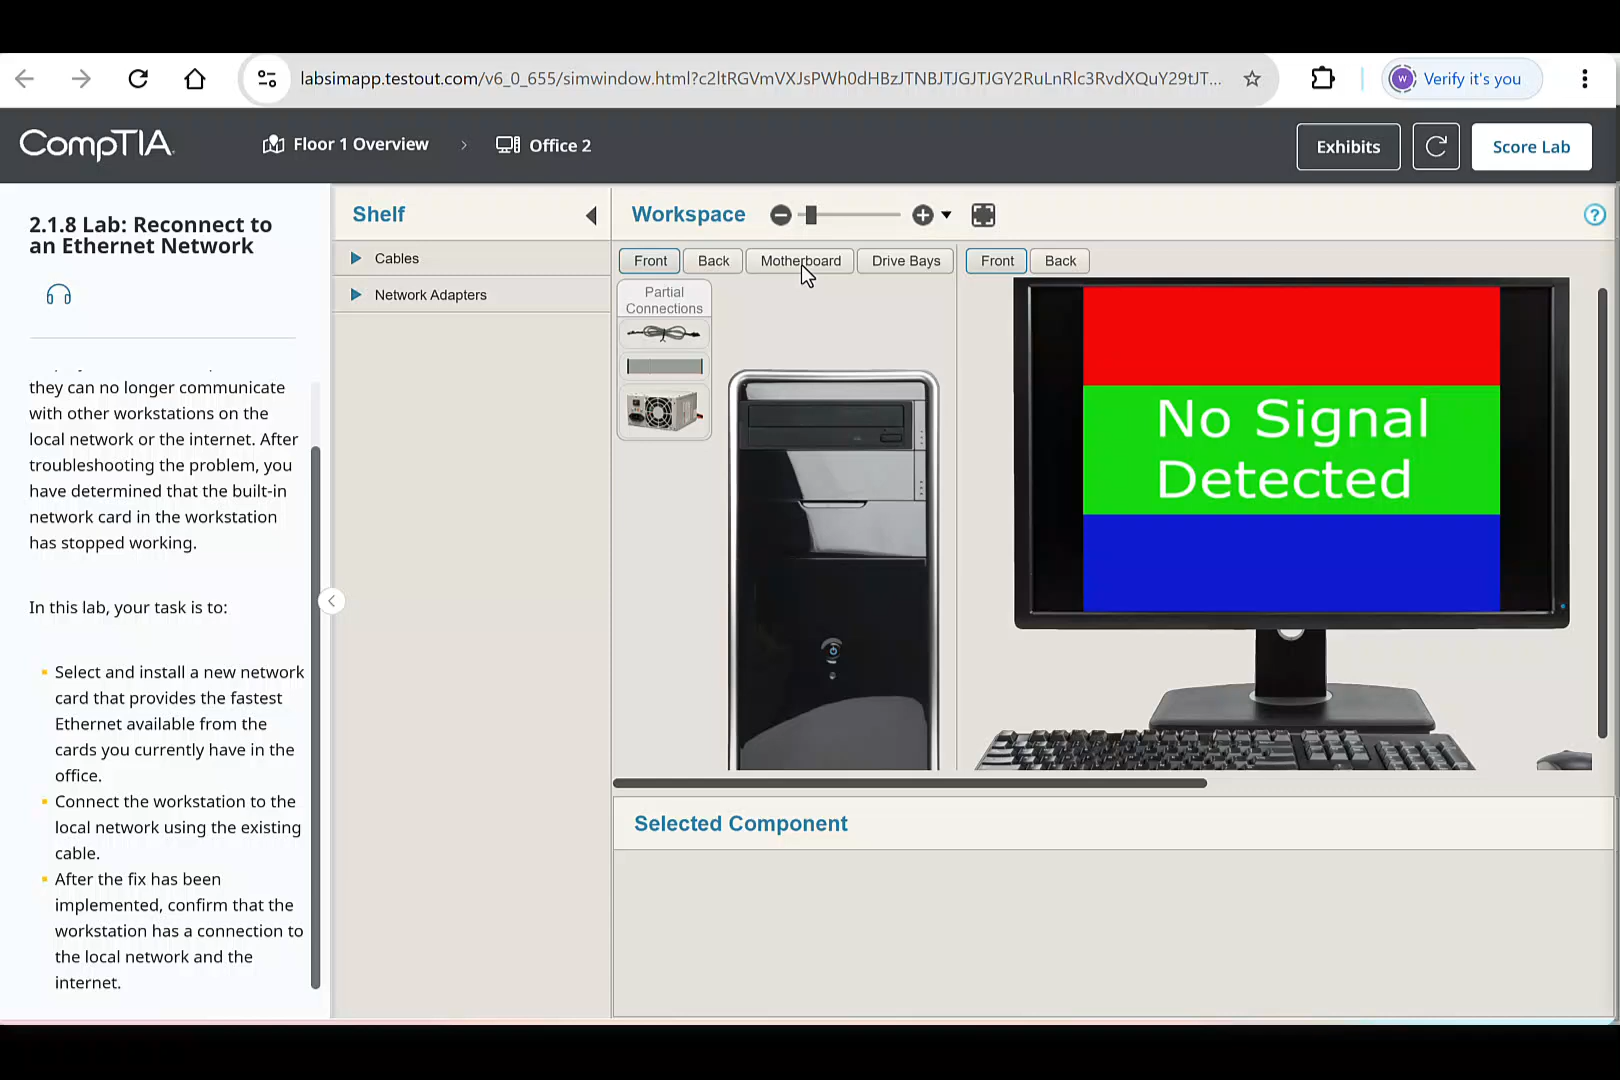 labsimapp.testout.com/v6_0_655/simwindow.html?c2ltRGVmVXJsPWh0dHBzJTNBJTJGJTJGY2RuLnRlc3RvdXQuY29tJT...
Verify it's you
CompTIA.
Floor 1 Overview
Office 2
Exhibits
Score Lab
2.1.8 Lab: Reconnect to
an Ethernet Network
they can no longer communicate
with other workstations on the
local network or the internet. After
troubleshooting the problem, you
have determined that the built-in
network card in the workstation
has stopped working.
In this lab, your task is to:
Select and install a new network
card that provides the fastest
Ethernet available from the
cards you currently have in the
office.
Connect the workstation to the
local network using the existing
cable.
After the fix has been
implemented, confirm that the
workstation has a connection to
the local network and the
internet.
Shelf
Cables
Network Adapters
Workspace
Front
Back
Motherboard
Drive Bays
Front
Back
Partial
Connections
No Signal
Detected
Selected Component